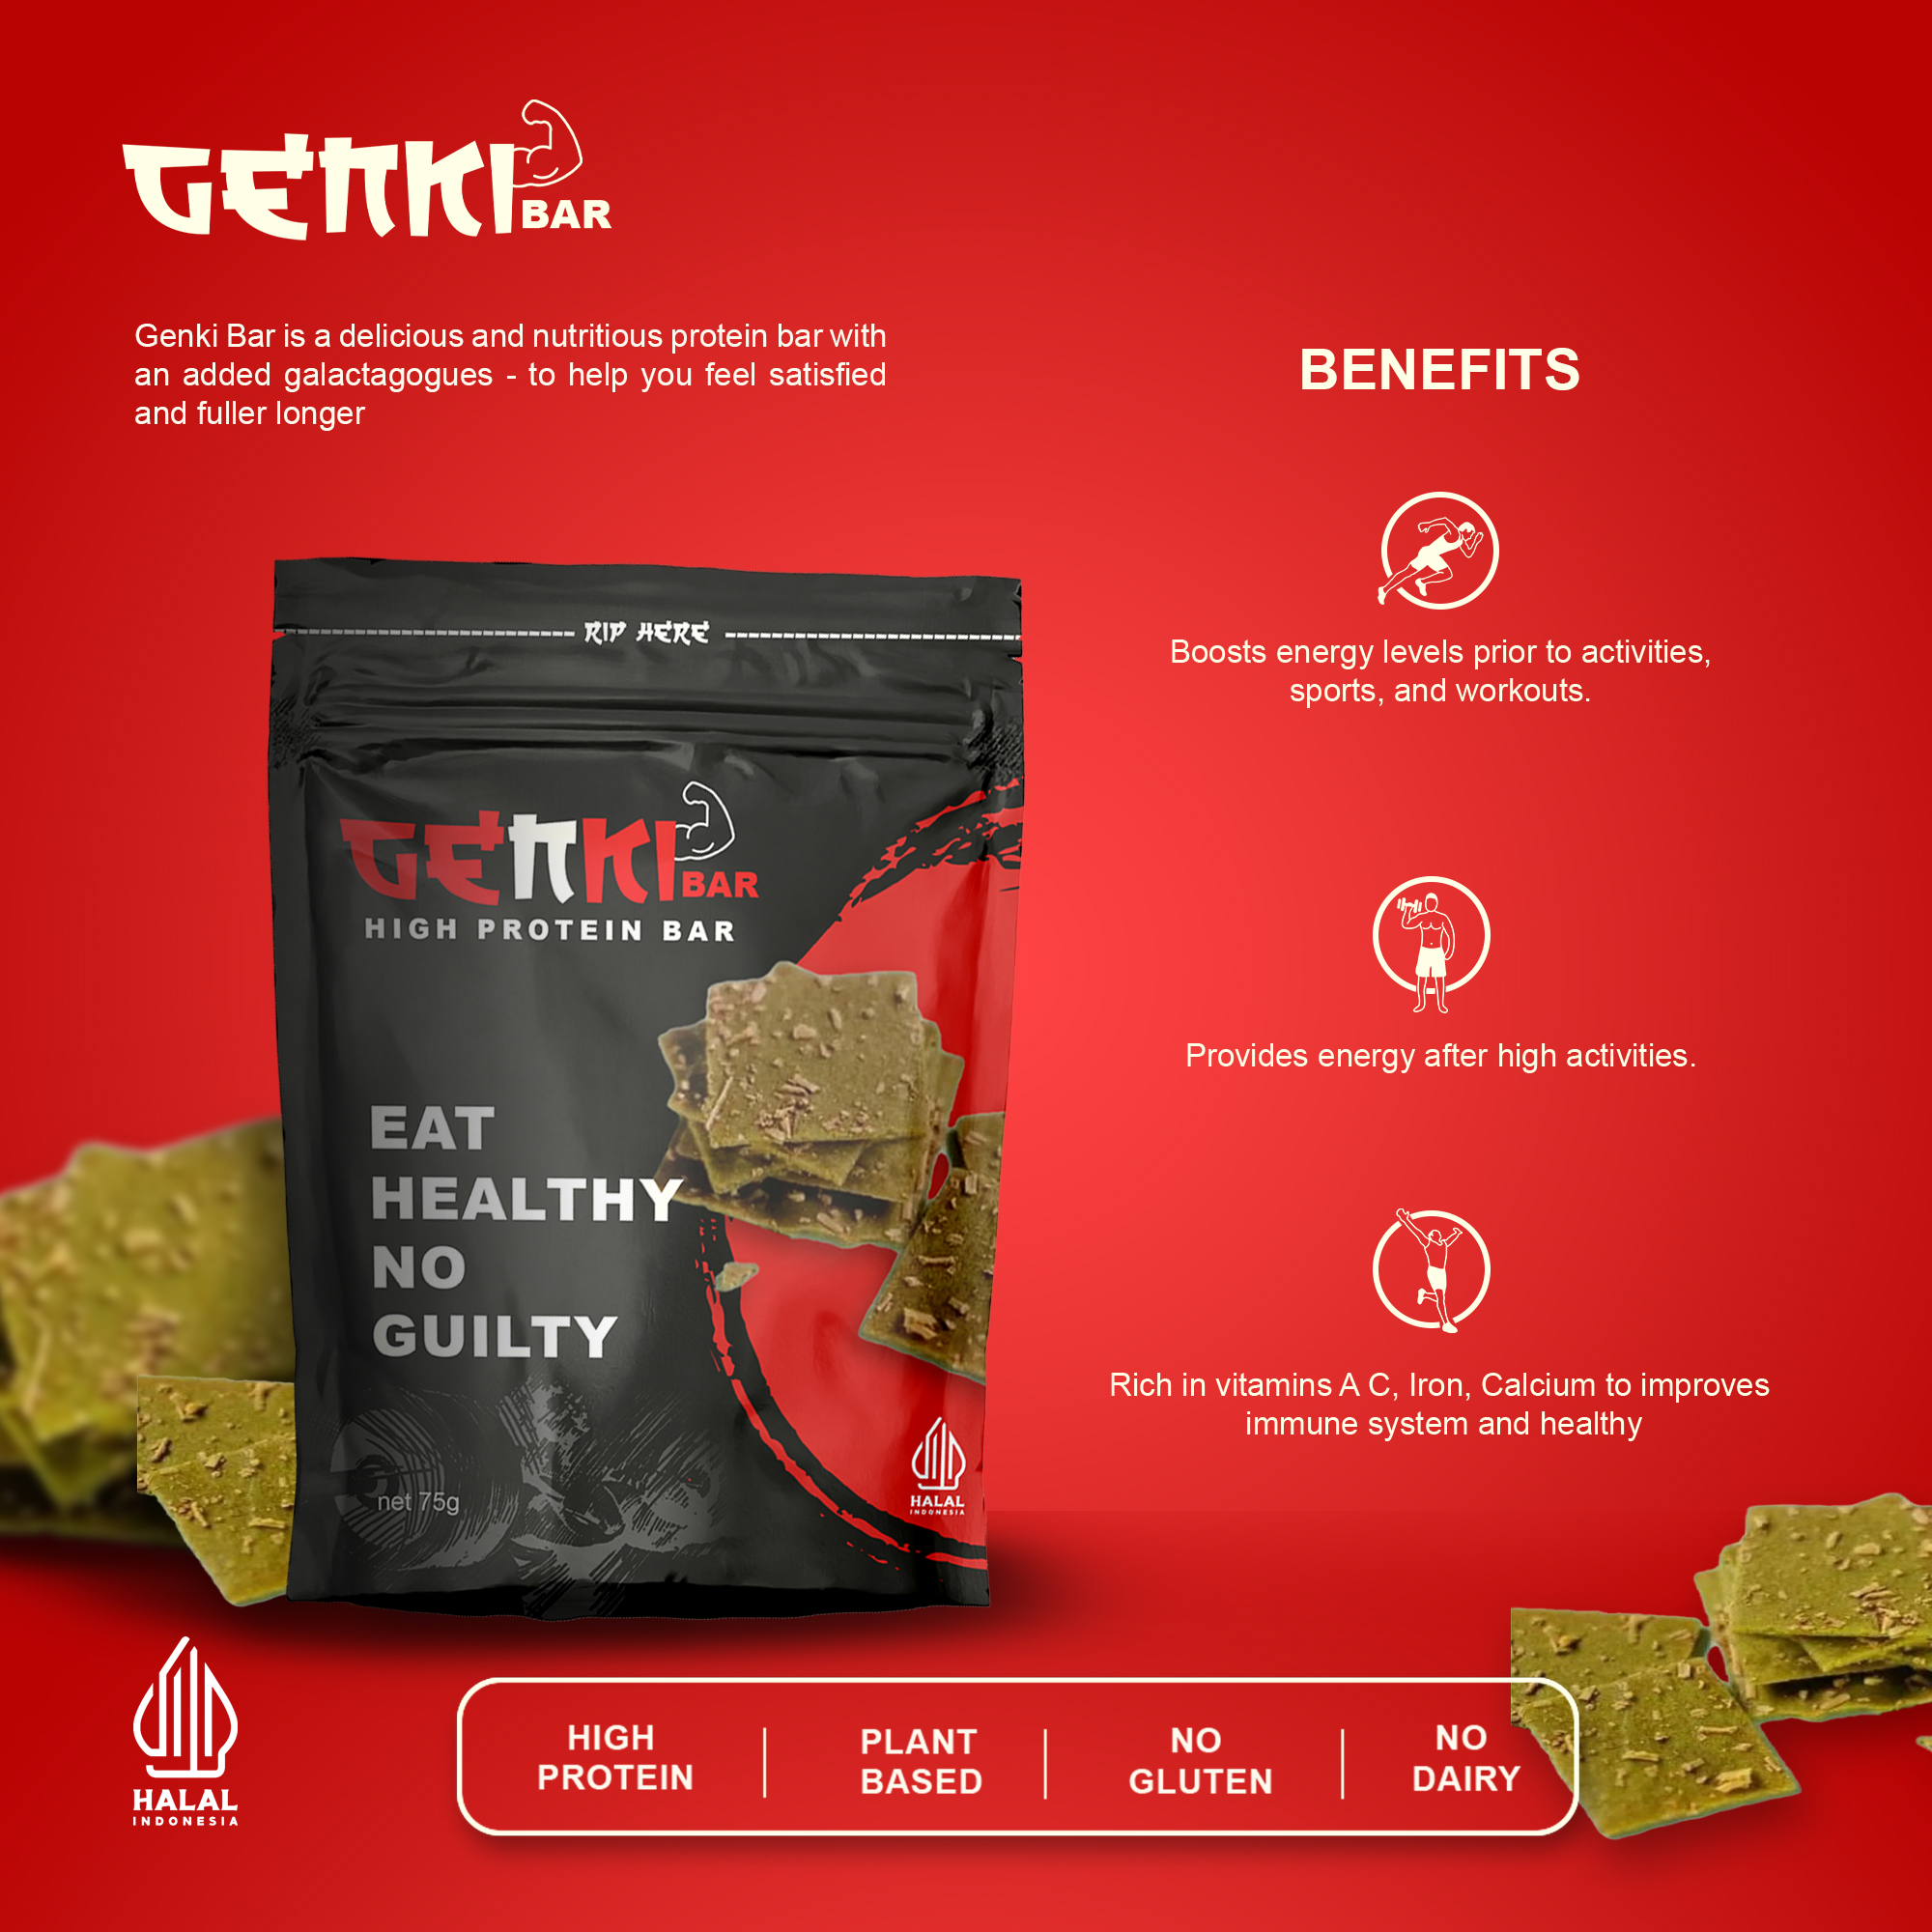 GENKI
BAR
Genki Bar is a delicious and nutritious protein bar with
an added galactagogues - to help you feel satisfied
and fuller longer
BENEFITS
Boosts energy levels prior to activities,
sports, and workouts.
Provides energy after high activities.
Rich in vitamins A C, Iron, Calcium to improves
immune system and healthy
RIP HERE
GENKI
BAR
HIGH PROTEIN BAR
EAT
HEALTHY
NO
GUILTY
net 75g
HALAL
INDONESIA
HALAL
INDONESIA
HIGH
PROTEIN
PLANT
BASED
NO
GLUTEN
NO
DAIRY